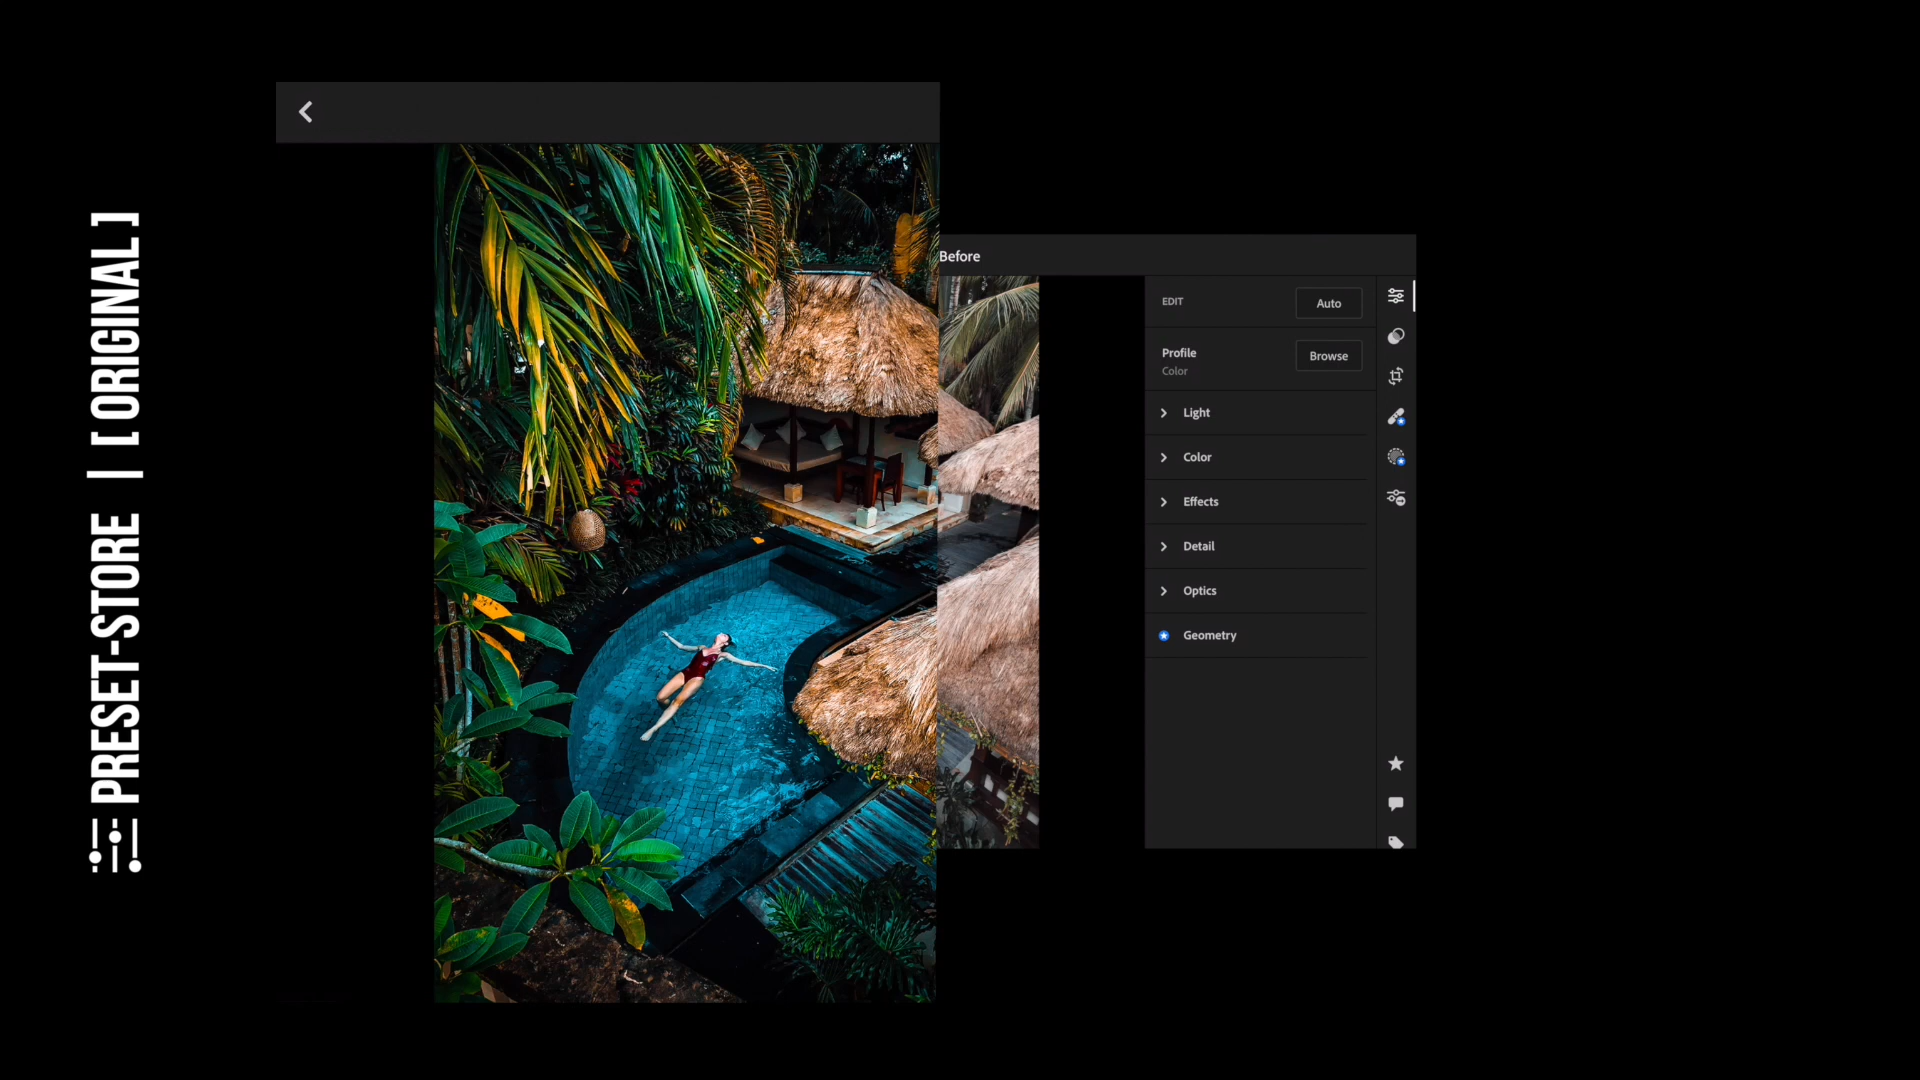 PRESET-STORE | [ ORIGINAL ]
Before
EDIT
Auto
Profile
Color
Browse
Light
Color
Effects
Detail
Optics
Geometry